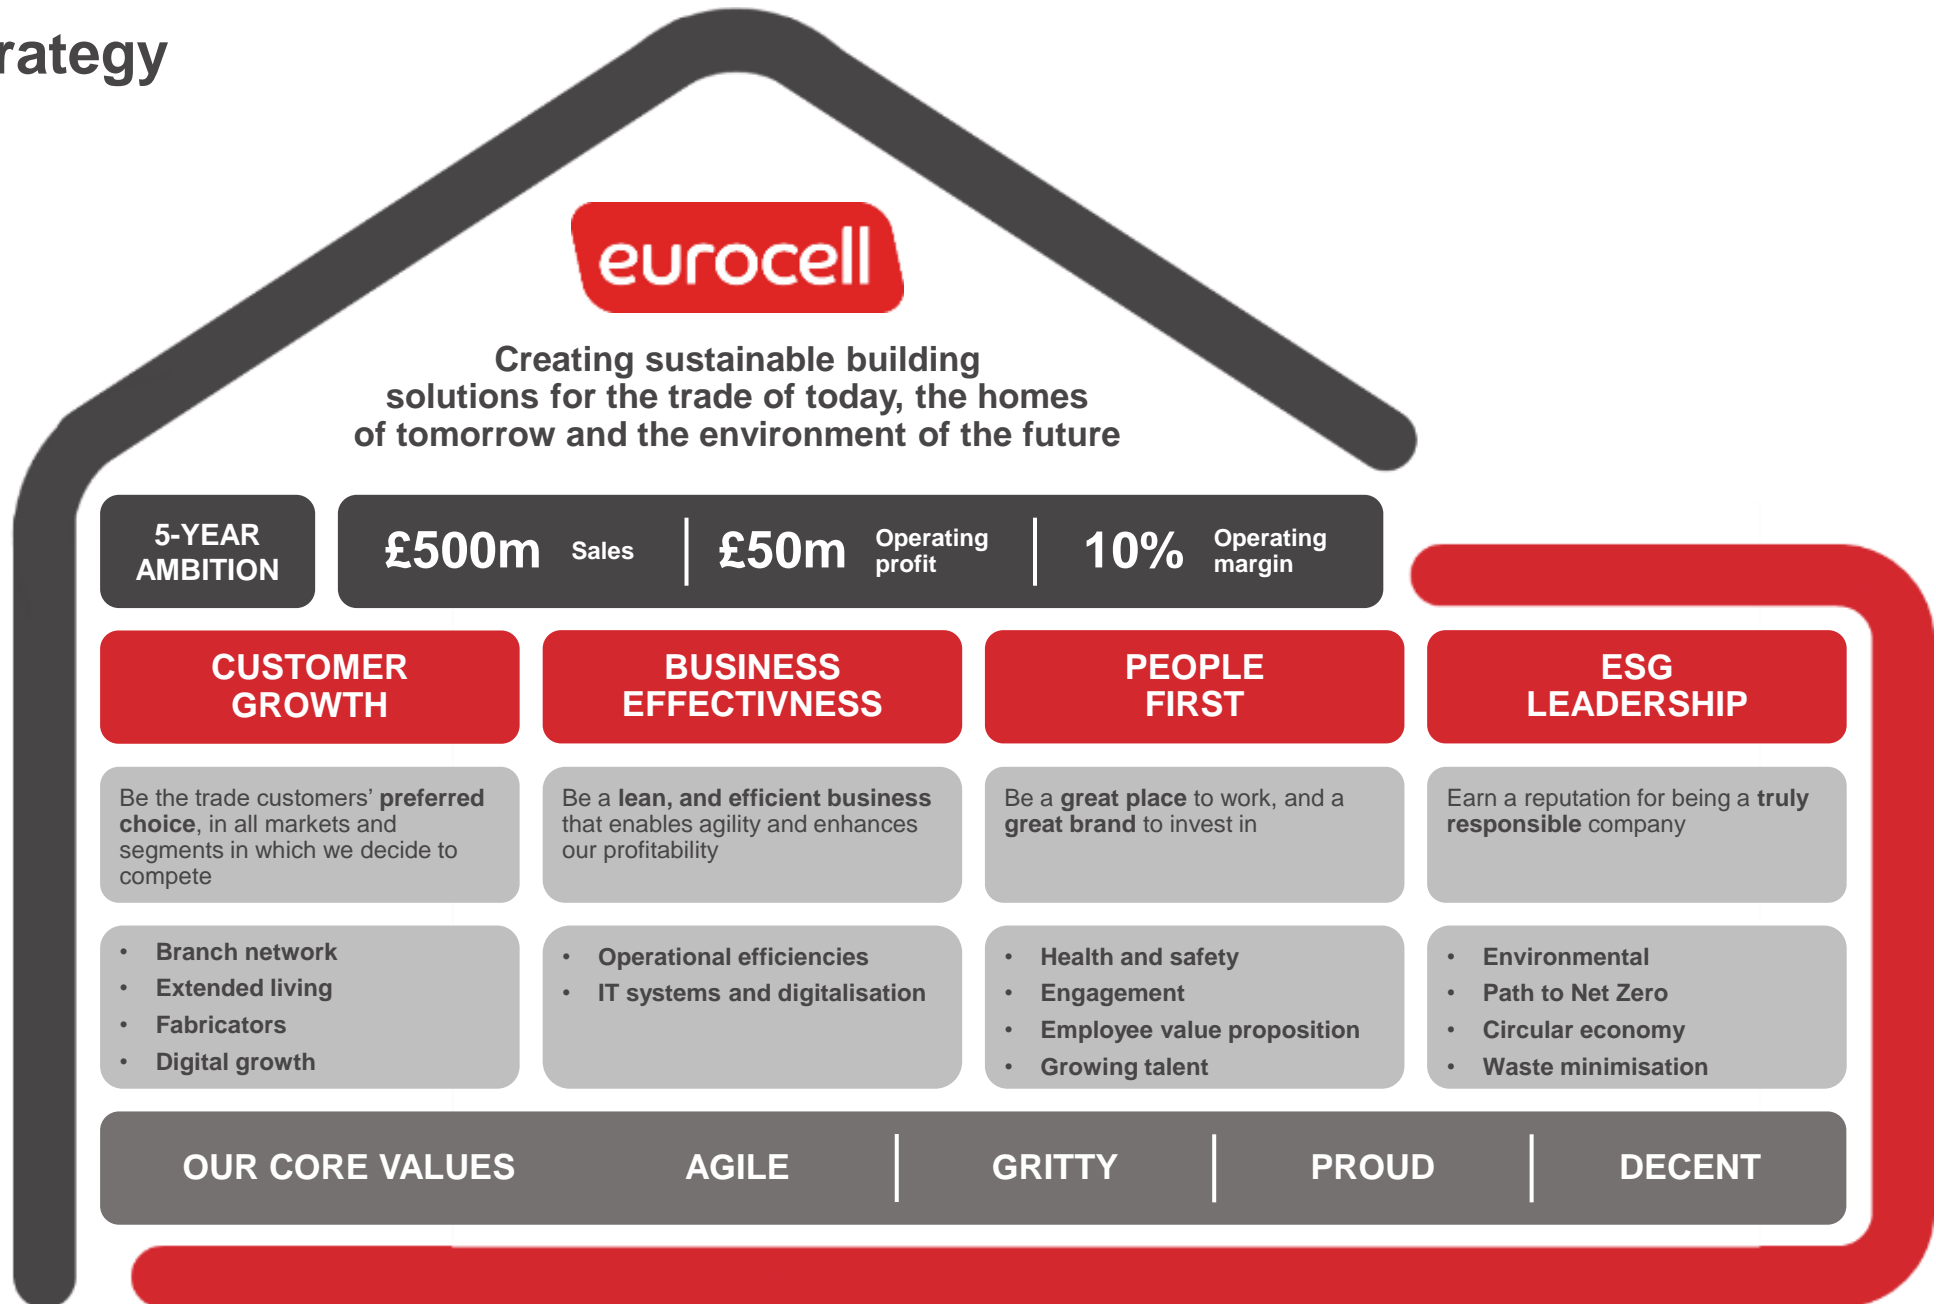 rategy
eurocell
Creating sustainable building
solutions for the trade of today, the homes
of tomorrow and the environment of the future
5-YEAR
AMBITION
£500m Sales
£50m Operating
profit
10% Operating
margin
CUSTOMER
GROWTH
BUSINESS
EFFECTIVNESS
PEOPLE
FIRST
ESG
LEADERSHIP
Be the trade customers’ preferred
choice, in all markets and
segments in which we decide to
compete
Be a lean, and efficient business
that enables agility and enhances
our profitability
Be a great place to work, and a
great brand to invest in
Earn a reputation for being a truly
responsible company
• Branch network
• Extended living
• Fabricators
• Digital growth
• Operational efficiencies
• IT systems and digitalisation
• Health and safety
• Engagement
• Employee value proposition
• Growing talent
• Environmental
• Path to Net Zero
• Circular economy
• Waste minimisation
OUR CORE VALUES AGILE GRITTY PROUD DECENT